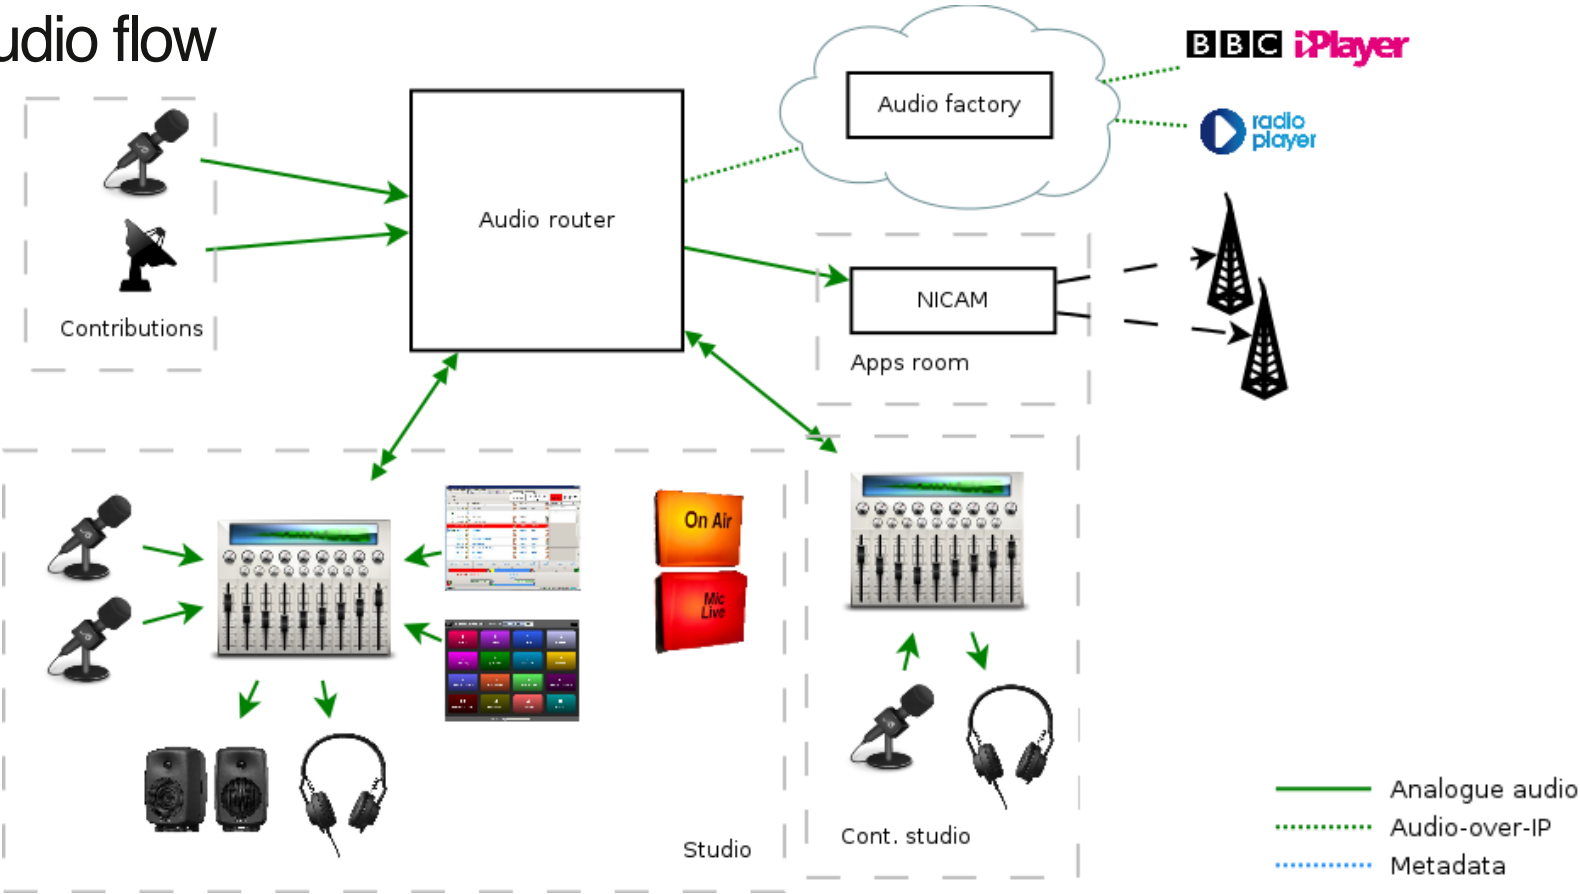 udio flow
BBC iPlayer
Audio factory
radio
player
Audio router
NICAM
Contributions
Apps room
On Air
Mic
Live
Analogue audio
Audio-over-IP
Cont. studio
Studio
Metadata